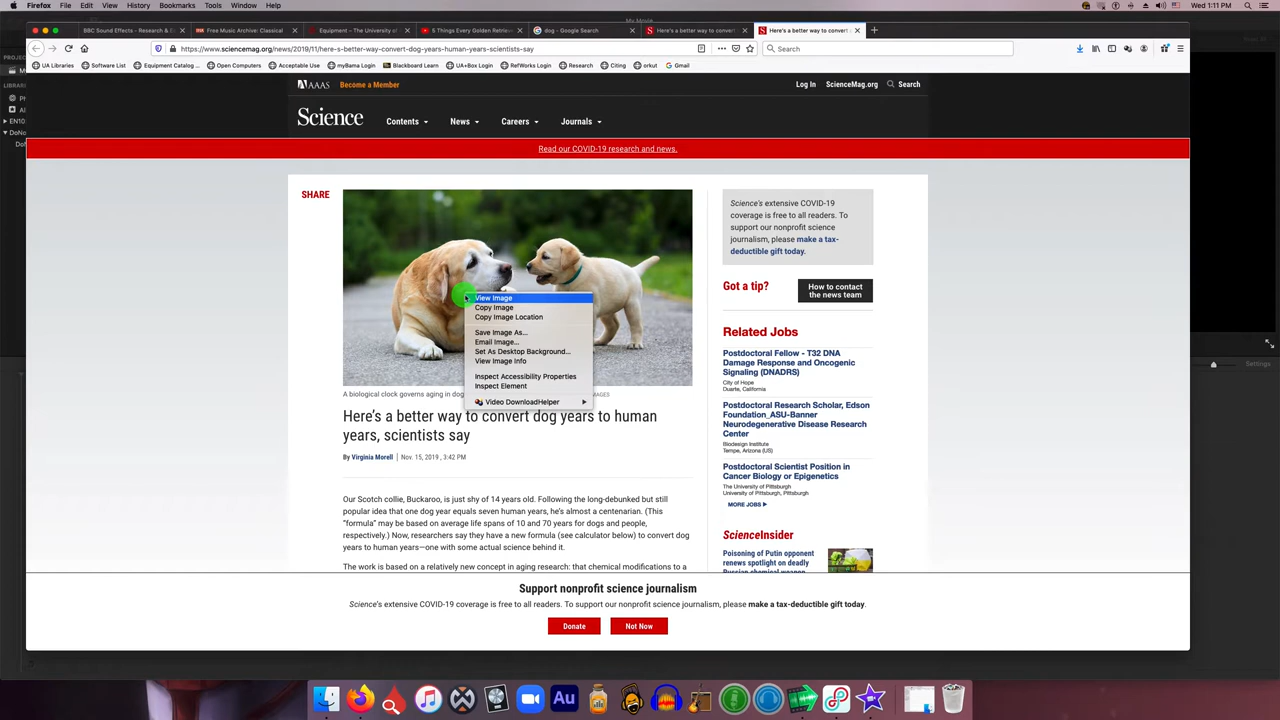 Firefox File Edit View History Bookmarks Tools Window Help
Wed 1:11 PM
My Movie
BBC Sound Effects - Research & E
Free Music Archive: Classical
Equipment – The University of
5 Things Every Golden Retrieve
dog - Google Search
Here's a better way to convert
Here's a better way to convert
https://www.sciencemag.org/news/2019/11/here-s-better-way-convert-dog-years-human-years-scientists-say
Search
UA Libraries Software List Equipment Catalog ... Open Computers Acceptable Use myBama Login Blackboard Learn UA+Box Login RefWorks Login Research Citing orkut Gmail
AAAS Become a Member
Log In ScienceMag.org Search
Science Contents News Careers Journals
Read our COVID-19 research and news.
SHARE
View Image
Copy Image
Copy Image Location
Save Image As...
Email Image...
Set As Desktop Background...
View Image Info
Inspect Accessibility Properties
Inspect Element
Video DownloadHelper
A biological clock governs aging in dog
Here's a better way to convert dog years to human
years, scientists say
By Virginia Morell | Nov. 15, 2019 , 3:42 PM
Our Scotch collie, Buckaroo, is just shy of 14 years old. Following the long-debunked but still
popular idea that one dog year equals seven human years, he's almost a centenarian. (This
"formula" may be based on average life spans of 10 and 70 years for dogs and people,
respectively.) Now, researchers say they have a new formula (see calculator below) to convert dog
years to human years—one with some actual science behind it.
The work is based on a relatively new concept in aging research: that chemical modifications to a
Science's extensive COVID-19
coverage is free to all readers. To
support our nonprofit science
journalism, please make a tax-
deductible gift today.
Got a tip?
How to contact
the news team
Related Jobs
Postdoctoral Fellow - T32 DNA
Damage Response and Oncogenic
Signaling (DNADRS)
City of Hope
Duarte, California
Postdoctoral Research Scholar, Edson
Foundation_ASU-Banner
Neurodegenerative Disease Research
Center
Biodesign Institute
Tempe, Arizona (US)
Postdoctoral Scientist Position in
Cancer Biology or Epigenetics
The University of Pittsburgh
University of Pittsburgh, Pittsburgh
MORE JOBS
ScienceInsider
Poisoning of Putin opponent
renews spotlight on deadly
Settings
Support nonprofit science journalism
Science's extensive COVID-19 coverage is free to all readers. To support our nonprofit science journalism, please make a tax-deductible gift today.
Donate
Not Now
Au